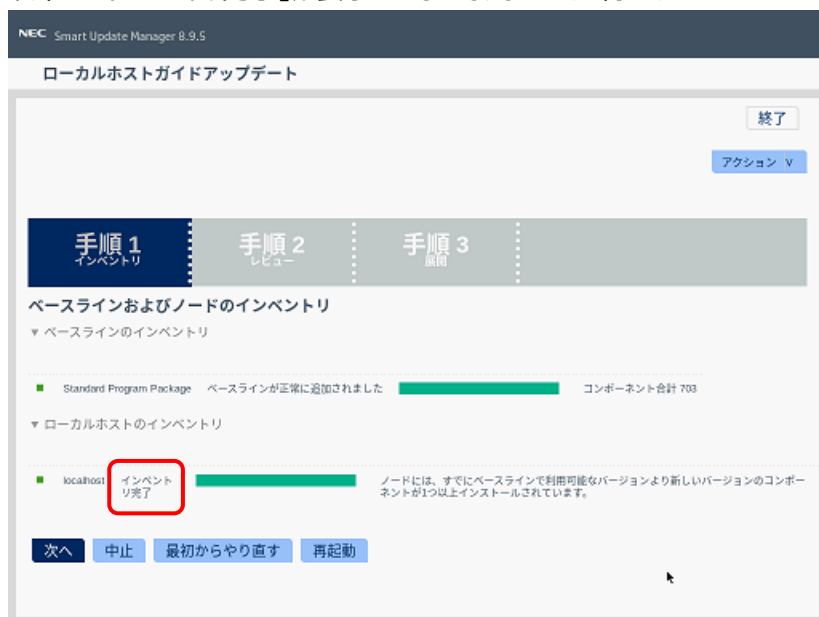 NEC Smart Update Manager 8.9.5
ローカルホストガイドアップデート
終了
アクション ∨
手順 1
インベントリ
手順 2
レビュー
手順 3
展開
ベースラインおよびノードのインベントリ
▼ ベースラインのインベントリ
Standard Program Package ベースラインが正常に追加されました コンポーネント合計 703
▼ ローカルホストのインベントリ
localhost インベント
リ完了
ノードには、すでにベースラインで利用可能なバージョンより新しいバージョンのコンポー
ネントが1つ以上インストールされています。
次へ 中止 最初からやり直す 再起動